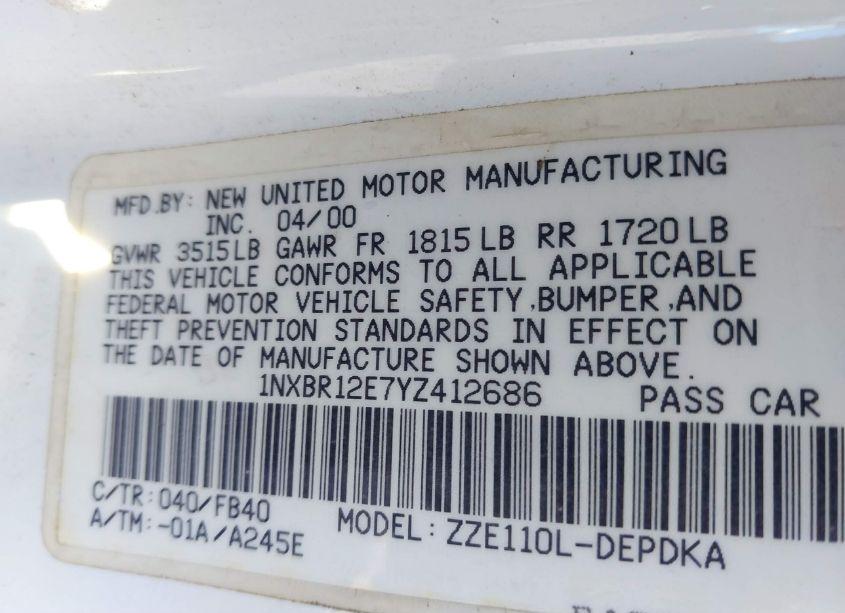 MFD.BY: NEW UNITED MOTOR MANUFACTURING
INC. 04/00
GVWR 3515LB GAWR FR 1815LB RR 1720LB
THIS VEHICLE CONFORMS TO ALL APPLICABLE
FEDERAL MOTOR VEHICLE SAFETY,BUMPER,AND
THEFT PREVENTION STANDARDS IN EFFECT ON
THE DATE OF MANUFACTURE SHOWN ABOVE.
1NXBR12E7YZ412686 PASS CAR
C/TR:040/FB40
A/TM:-01A/A245E
MODEL:ZZE110L-DEPDKA